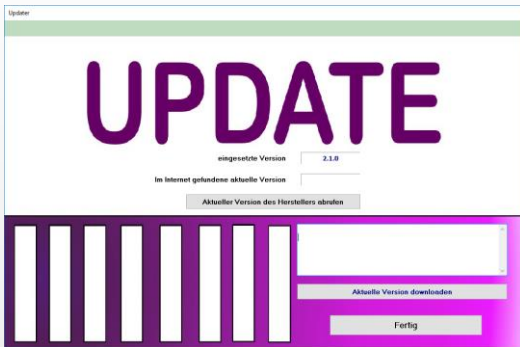 Updater
UPDATE
eingesetzte Version 2.1.0
Im Internet gefundene aktuelle Version
Aktueller Version des Herstellers abrufen
Aktuelle Version downloaden
Fertig